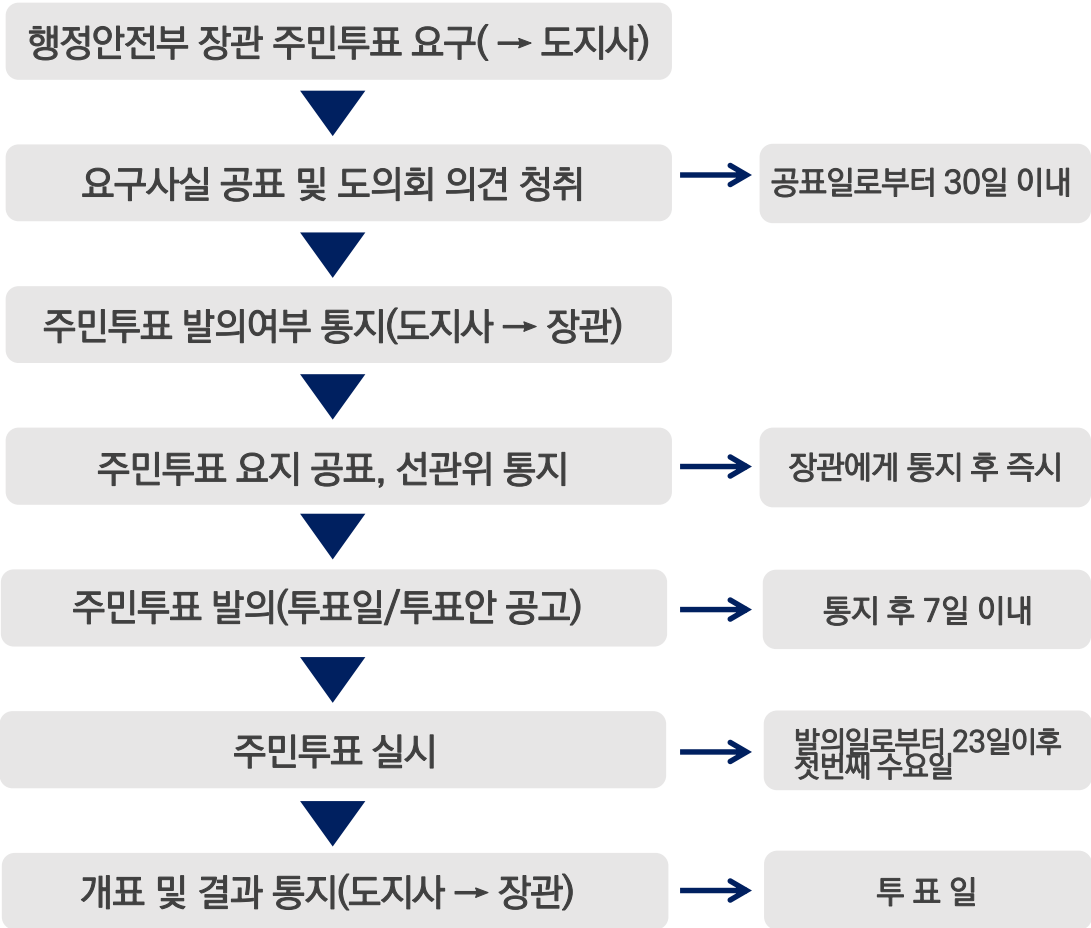 행정안전부 장관 주민투표 요구( → 도지사)
요구사실 공표 및 도의회 의견 청취
공표일로부터 30일 이내
주민투표 발의여부 통지(도지사 → 장관)
주민투표 요지 공표, 선관위 통지
장관에게 통지 후 즉시
주민투표 발의(투표일/투표안 공고)
통지 후 7일 이내
주민투표 실시
발의일로부터 23일이후
첫번째 수요일
개표 및 결과 통지(도지사 → 장관)
투 표 일